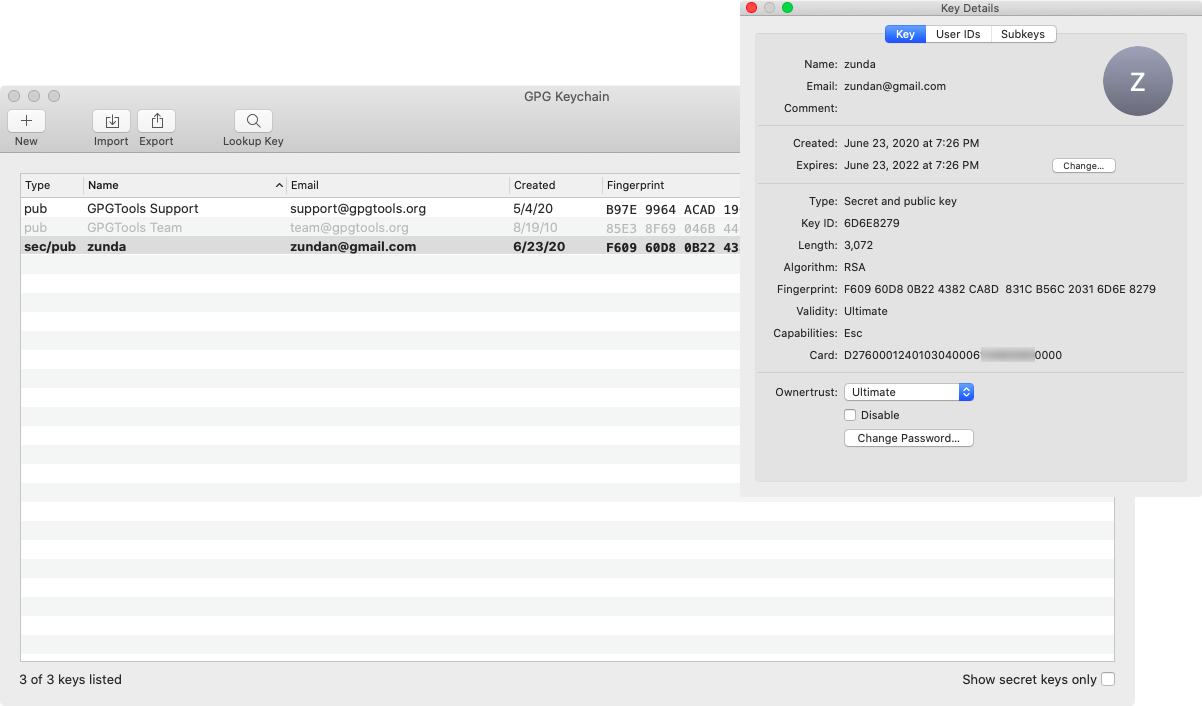 Key Details
Key User IDs Subkeys
Name: zunda
Email: zundan@gmail.com
Comment:
Z
Created: June 23, 2020 at 7:26 PM
Expires: June 23, 2022 at 7:26 PM
Change...
Type: Secret and public key
Key ID: 6D6E8279
Length: 3,072
Algorithm: RSA
Fingerprint: F609 60D8 0B22 4382 CA8D  831C B56C 2031 6D6E 8279
Validity: Ultimate
Capabilities: Esc
Card: D2760001240103040006 0000
Ownertrust: Ultimate
Disable
Change Password...
GPG Keychain
New Import Export Lookup Key
Type Name Email Created Fingerprint
pub GPGTools Support support@gpgtools.org 5/4/20 B97E 9964 ACAD 19
pub GPGTools Team team@gpgtools.org 8/19/10 85E3 8F69 046B 44
sec/pub zunda zundan@gmail.com 6/23/20 F609 60D8 0B22 43
3 of 3 keys listed
Show secret keys only